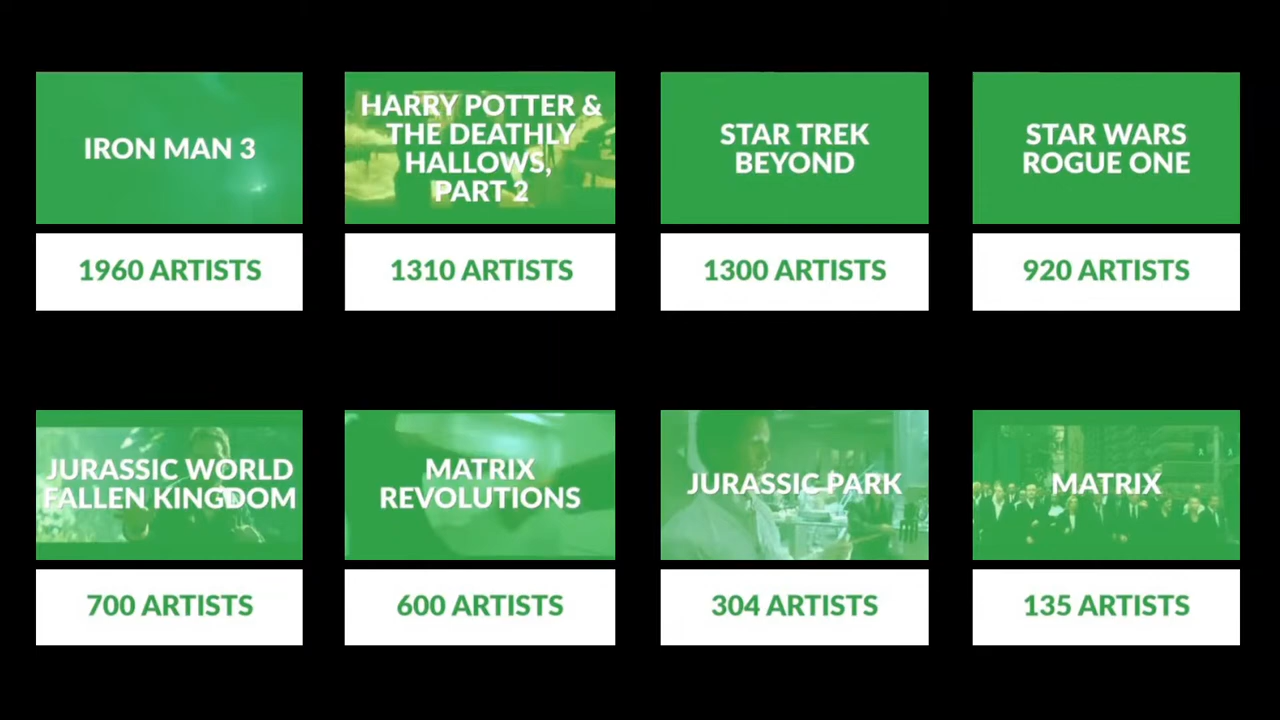 IRON MAN 3
1960 ARTISTS
HARRY POTTER &
THE DEATHLY
HALLOWS,
PART 2
1310 ARTISTS
STAR TREK
BEYOND
1300 ARTISTS
STAR WARS
ROGUE ONE
920 ARTISTS
JURASSIC WORLD
FALLEN KINGDOM
700 ARTISTS
MATRIX
REVOLUTIONS
600 ARTISTS
JURASSIC PARK
304 ARTISTS
MATRIX
135 ARTISTS